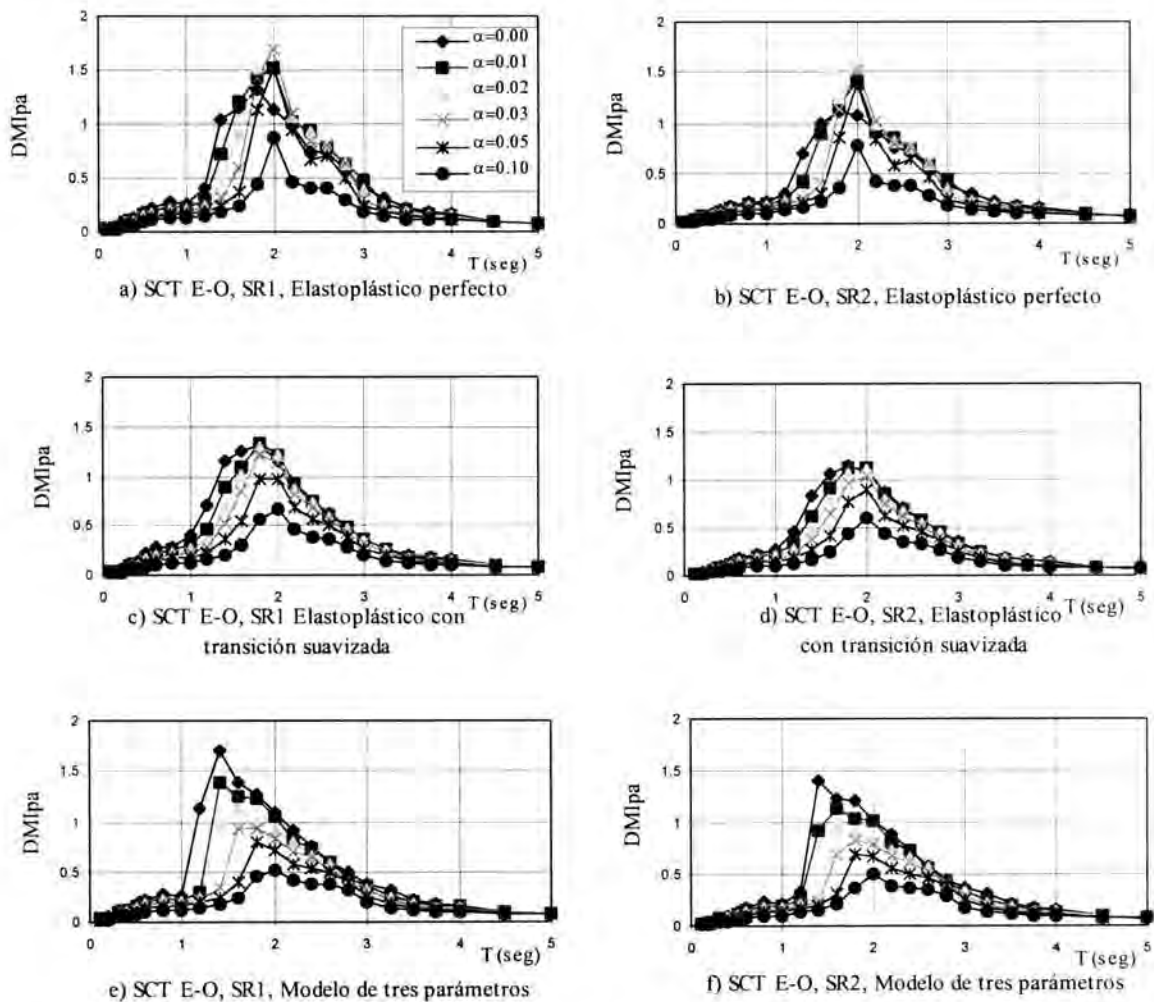 2
1.5
1
0.5
0
DMIpa
α=0.00
α=0.01
α=0.02
α=0.03
α=0.05
α=0.10
0 1 2 3 4 5
T (seg)
a) SCT E-O, SR1, Elastoplástico perfecto
2
1.5
1
0.5
0
DMIpa
0 1 2 3 4 5
T (seg)
b) SCT E-O, SR2, Elastoplástico perfecto
2
1.5
1
0.5
0
DMIpa
0 1 2 3 4 5
T (seg)
c) SCT E-O, SR1 Elastoplástico con
transición suavizada
2
1.5
1
0.5
0
DMIpa
0 1 2 3 4 5
T (seg)
d) SCT E-O, SR2, Elastoplástico
con transición suavizada
2
1.5
1
0.5
0
DMIpa
0 1 2 3 4 5
T (seg)
e) SCT E-O, SR1, Modelo de tres parámetros
2
1.5
1
0.5
0
DMIpa
0 1 2 3 4 5
T (seg)
f) SCT E-O, SR2, Modelo de tres parámetros